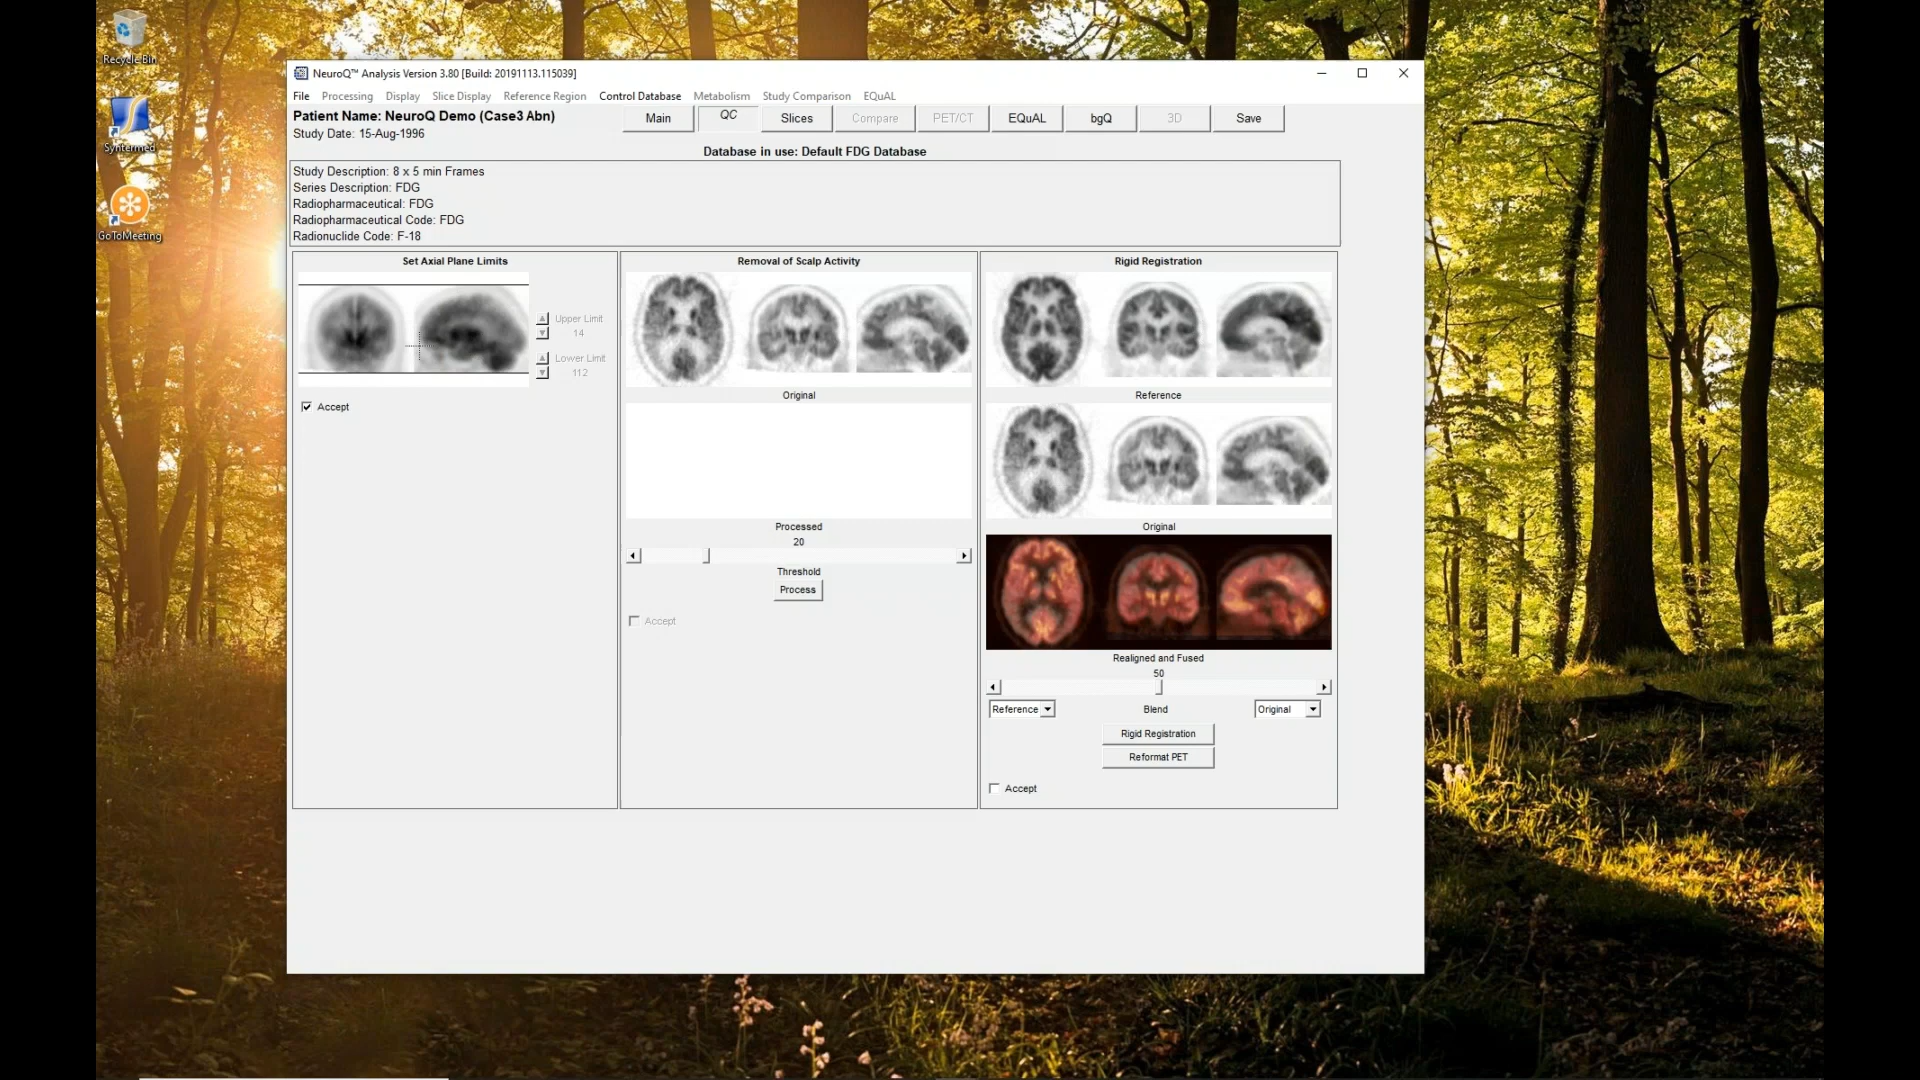 Recycle Bin
Syntermed
GoToMeeting
NeuroQ™ Analysis Version 3.80 [Build: 20191113.115039]
File Processing Display Slice Display Reference Region Control Database Metabolism Study Comparison EQuAL
Patient Name: NeuroQ Demo (Case3 Abn)
Study Date: 15-Aug-1996
Main QC Slices Compare PET/CT EQuAL bgQ 3D Save
Database in use: Default FDG Database
Study Description: 8 x 5 min Frames
Series Description: FDG
Radiopharmaceutical: FDG
Radiopharmaceutical Code: FDG
Radionuclide Code: F-18
Set Axial Plane Limits
Upper Limit
14
Lower Limit
112
Accept
Removal of Scalp Activity
Original
Processed
20
Threshold
Process
Accept
Rigid Registration
Reference
Original
Realigned and Fused
50
Reference Blend Original
Rigid Registration
Reformat PET
Accept